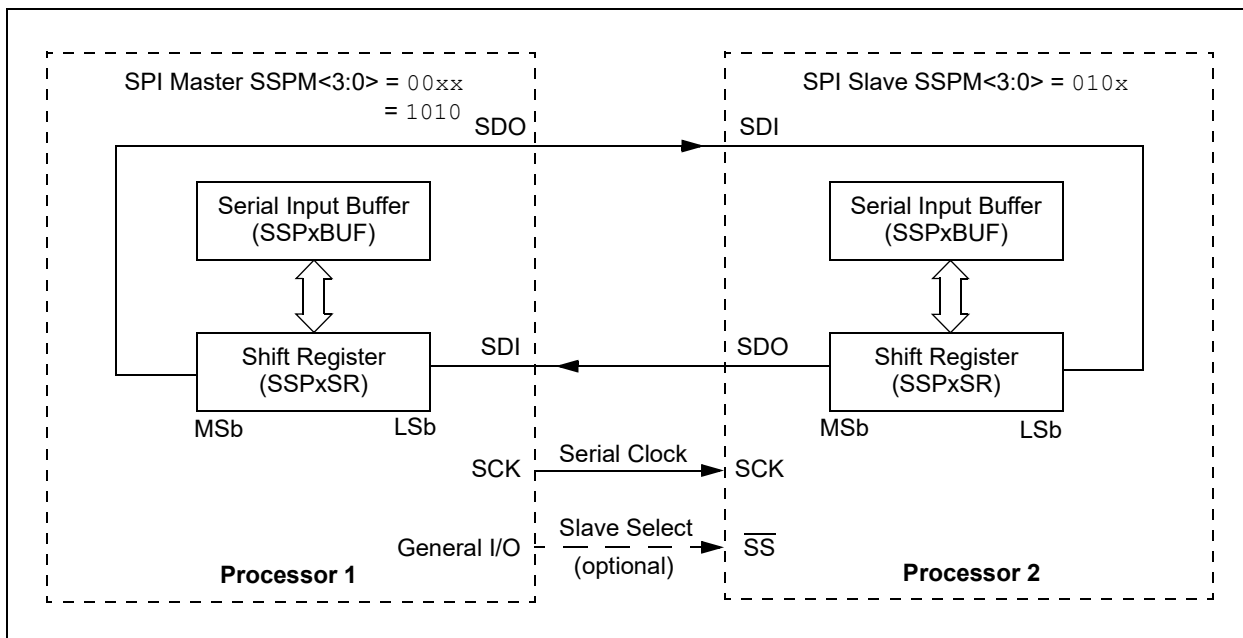 SPI Master SSPM<3:0> = 00xx
= 1010
SPI Slave SSPM<3:0> = 010x
SDO
SDI
Serial Input Buffer
(SSPxBUF)
Serial Input Buffer
(SSPxBUF)
SDI
SDO
Shift Register
(SSPxSR)
Shift Register
(SSPxSR)
MSb
LSb
MSb
LSb
SCK
Serial Clock
SCK
General I/O
Slave Select
(optional)
SS
Processor 1
Processor 2